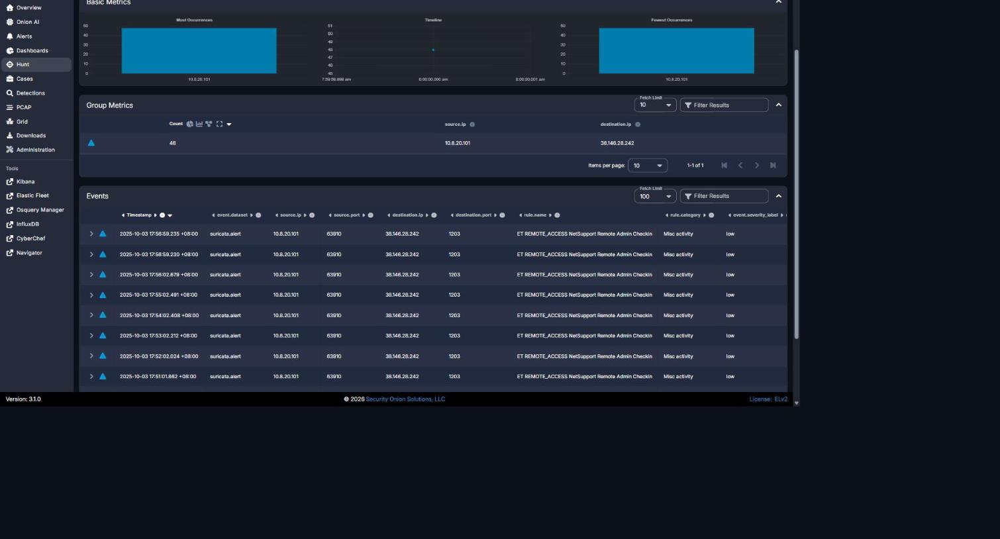 Overview
Onion AI
Alerts
Dashboards
Hunt
Cases
Detections
PCAP
Grid
Downloads
Administration
Tools
Kibana
Elastic Fleet
Osquery Manager
InfluxDB
CyberChef
Navigator
Version: 3.1.0
Basic Metrics
Most Occurrences
50
40
30
20
10
0
10.8.20.101
Timeline
51
50
49
48
47
46
45
7:59:59.999 am 8:00:00.000 am 8:00:00.001 am
Fewest Occurrences
50
40
30
20
10
0
10.8.20.101
Group Metrics
Fetch Limit
10
Filter Results
Count source.ip destination.ip
48 10.8.20.101 38.146.28.242
Items per page: 10 1-1 of 1
Events
Fetch Limit
100
Filter Results
Timestamp event.dataset source.ip source.port destination.ip destination.port rule.name rule.category event.severity_label
2025-10-03 17:56:59.235 +08:00 suricata.alert 10.8.20.101 63910 38.146.28.242 1203 ET REMOTE_ACCESS NetSupport Remote Admin Checkin Misc activity low
2025-10-03 17:56:59.230 +08:00 suricata.alert 10.8.20.101 63910 38.146.28.242 1203 ET REMOTE_ACCESS NetSupport Remote Admin Checkin Misc activity low
2025-10-03 17:56:02.679 +08:00 suricata.alert 10.8.20.101 63910 38.146.28.242 1203 ET REMOTE_ACCESS NetSupport Remote Admin Checkin Misc activity low
2025-10-03 17:55:02.491 +08:00 suricata.alert 10.8.20.101 63910 38.146.28.242 1203 ET REMOTE_ACCESS NetSupport Remote Admin Checkin Misc activity low
2025-10-03 17:54:02.408 +08:00 suricata.alert 10.8.20.101 63910 38.146.28.242 1203 ET REMOTE_ACCESS NetSupport Remote Admin Checkin Misc activity low
2025-10-03 17:53:02.212 +08:00 suricata.alert 10.8.20.101 63910 38.146.28.242 1203 ET REMOTE_ACCESS NetSupport Remote Admin Checkin Misc activity low
2025-10-03 17:52:02.024 +08:00 suricata.alert 10.8.20.101 63910 38.146.28.242 1203 ET REMOTE_ACCESS NetSupport Remote Admin Checkin Misc activity low
2025-10-03 17:51:01.862 +08:00 suricata.alert 10.8.20.101 63910 38.146.28.242 1203 ET REMOTE_ACCESS NetSupport Remote Admin Checkin Misc activity low
© 2026 Security Onion Solutions, LLC
License: ELv2